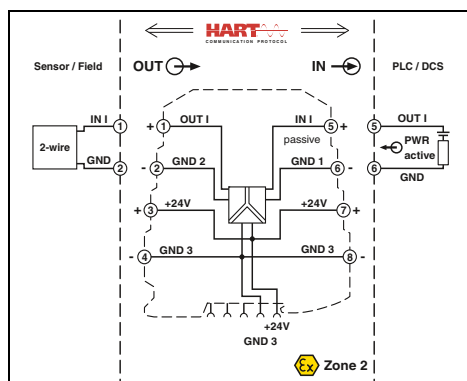 HART
COMMUNICATION PROTOCOL
Sensor / Field
OUT
IN
PLC / DCS
IN I
1
+
1
OUT I
IN I
5
+
5
OUT I
passive
2-wire
PWR
active
GND
2
-
2
GND 2
GND 1
6
-
6
GND
+
3
+24V
+24V
7
+
-
4
GND 3
GND 3
8
-
+24V
GND 3
Ex Zone 2